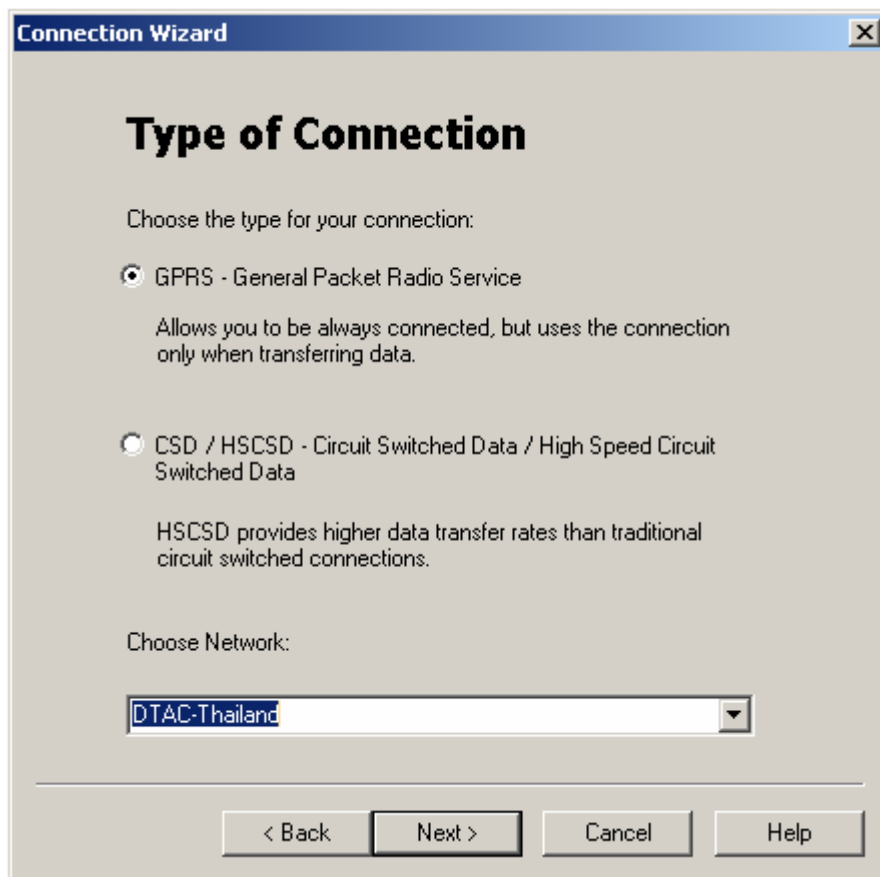 Connection Wizard
Type of Connection
Choose the type for your connection:
GPRS - General Packet Radio Service
Allows you to be always connected, but uses the connection
only when transferring data.
CSD / HSCSD - Circuit Switched Data / High Speed Circuit
Switched Data
HSCSD provides higher data transfer rates than traditional
circuit switched connections.
Choose Network:
DTAC-Thailand
< Back Next > Cancel Help